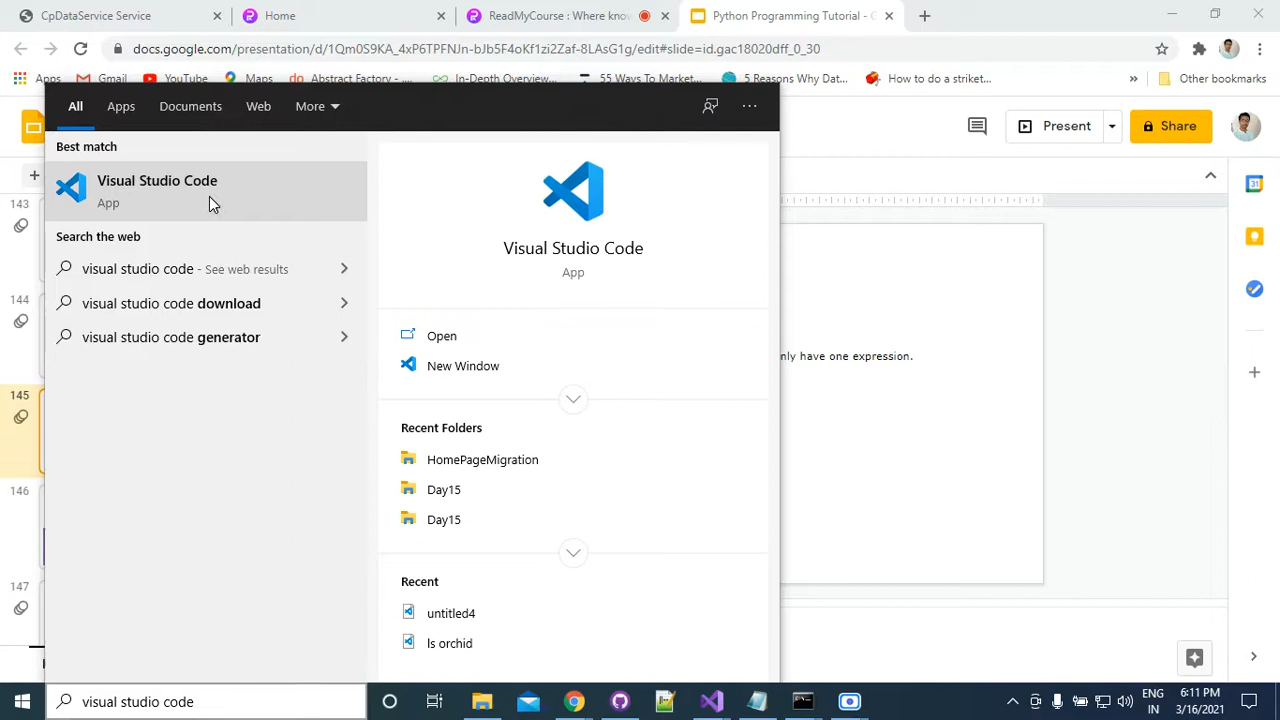 CpDataService Service
Home
ReadMyCourse : Where know
Python Programming Tutorial - G
docs.google.com/presentation/d/1Qm0S9KA_4xP6TPFNJn-bJb5F4oKf1zi2Zaf-8LAsG1g/edit#slide=id.gac18020dff_0_30
Apps
Gmail
YouTube
Maps
Abstract Factory - ...
In-Depth Overview...
55 Ways To Market...
5 Reasons Why Dat...
How to do a striket...
»
Other bookmarks
All
Apps
Documents
Web
More
...
Present
Share
Best match
Visual Studio Code
App
Search the web
visual studio code - See web results
visual studio code download
visual studio code generator
Visual Studio Code
App
Open
New Window
Recent Folders
HomePageMigration
Day15
Day15
Recent
untitled4
ls orchid
143
144
145
146
147
nly have one expression.
visual studio code
ENG
IN
6:11 PM
3/16/2021